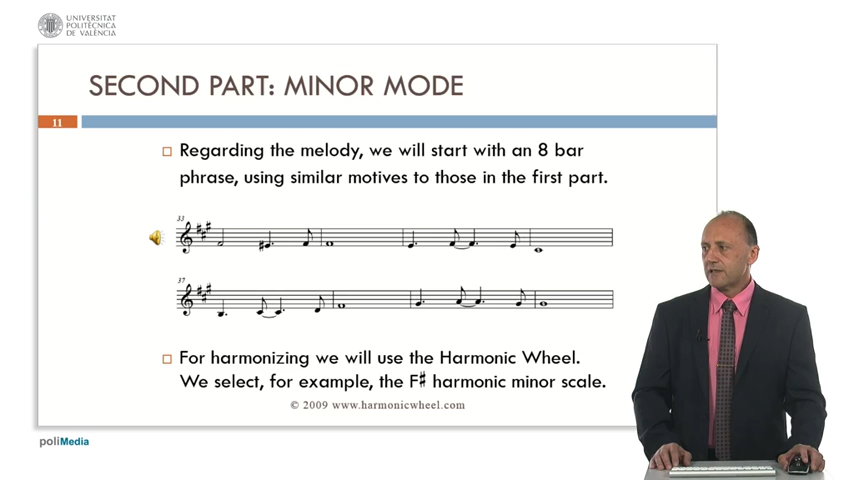 UNIVERSITAT
POLITÈCNICA
DE VALÈNCIA
SECOND PART: MINOR MODE
11
Regarding the melody, we will start with an 8 bar
phrase, using similar motives to those in the first part.
33
37
For harmonizing we will use the Harmonic Wheel.
We select, for example, the F♯ harmonic minor scale.
© 2009 www.harmonicwheel.com
poliMedia